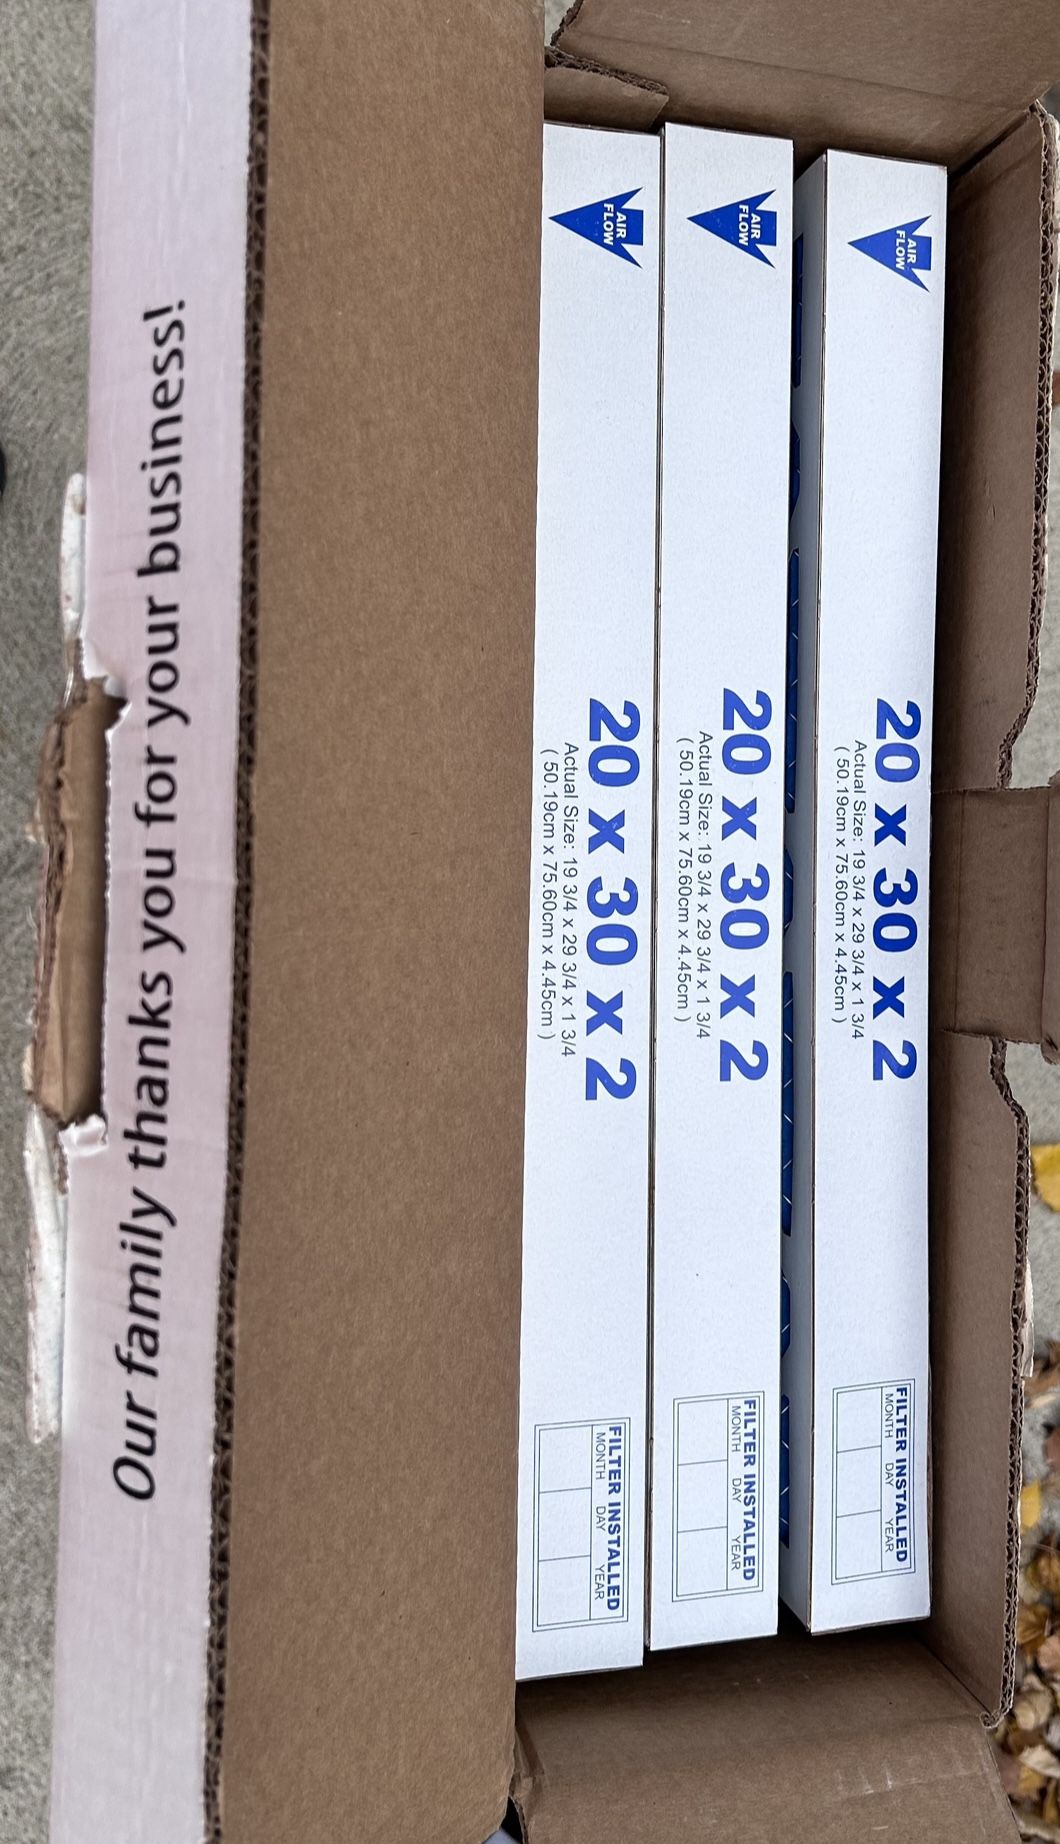 Our family thanks you for your business!
AIR
FLOW
20 x 30 x 2
Actual Size: 19 3/4 x 29 3/4 x 1 3/4
( 50.19cm x 75.60cm x 4.45cm )
FILTER INSTALLED
MONTH DAY YEAR
AIR
FLOW
20 x 30 x 2
Actual Size: 19 3/4 x 29 3/4 x 1 3/4
( 50.19cm x 75.60cm x 4.45cm )
FILTER INSTALLED
MONTH DAY YEAR
AIR
FLOW
20 x 30 x 2
Actual Size: 19 3/4 x 29 3/4 x 1 3/4
( 50.19cm x 75.60cm x 4.45cm )
FILTER INSTALLED
MONTH DAY YEAR